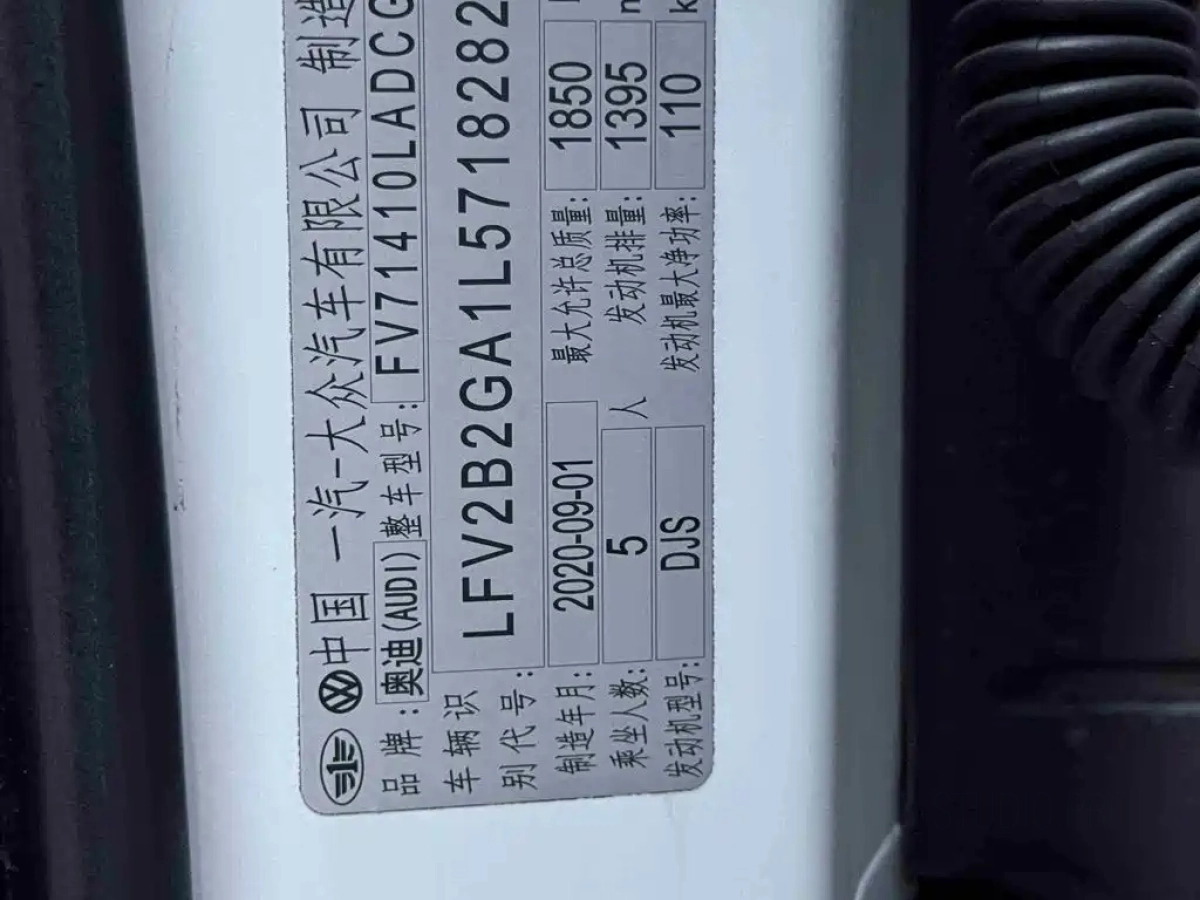 中国 一汽-大众汽车有限公司 制造
品牌: 奥迪(AUDI) 整车型号: FV71410LADCG
车辆识别代号: LFV2B2GA1L5718282
制造年月: 2020-09-01 最大允许总质量: 1850
乘坐人数: 5 人 发动机排量: 1395
发动机型号: DJS 发动机最大净功率: 110 k